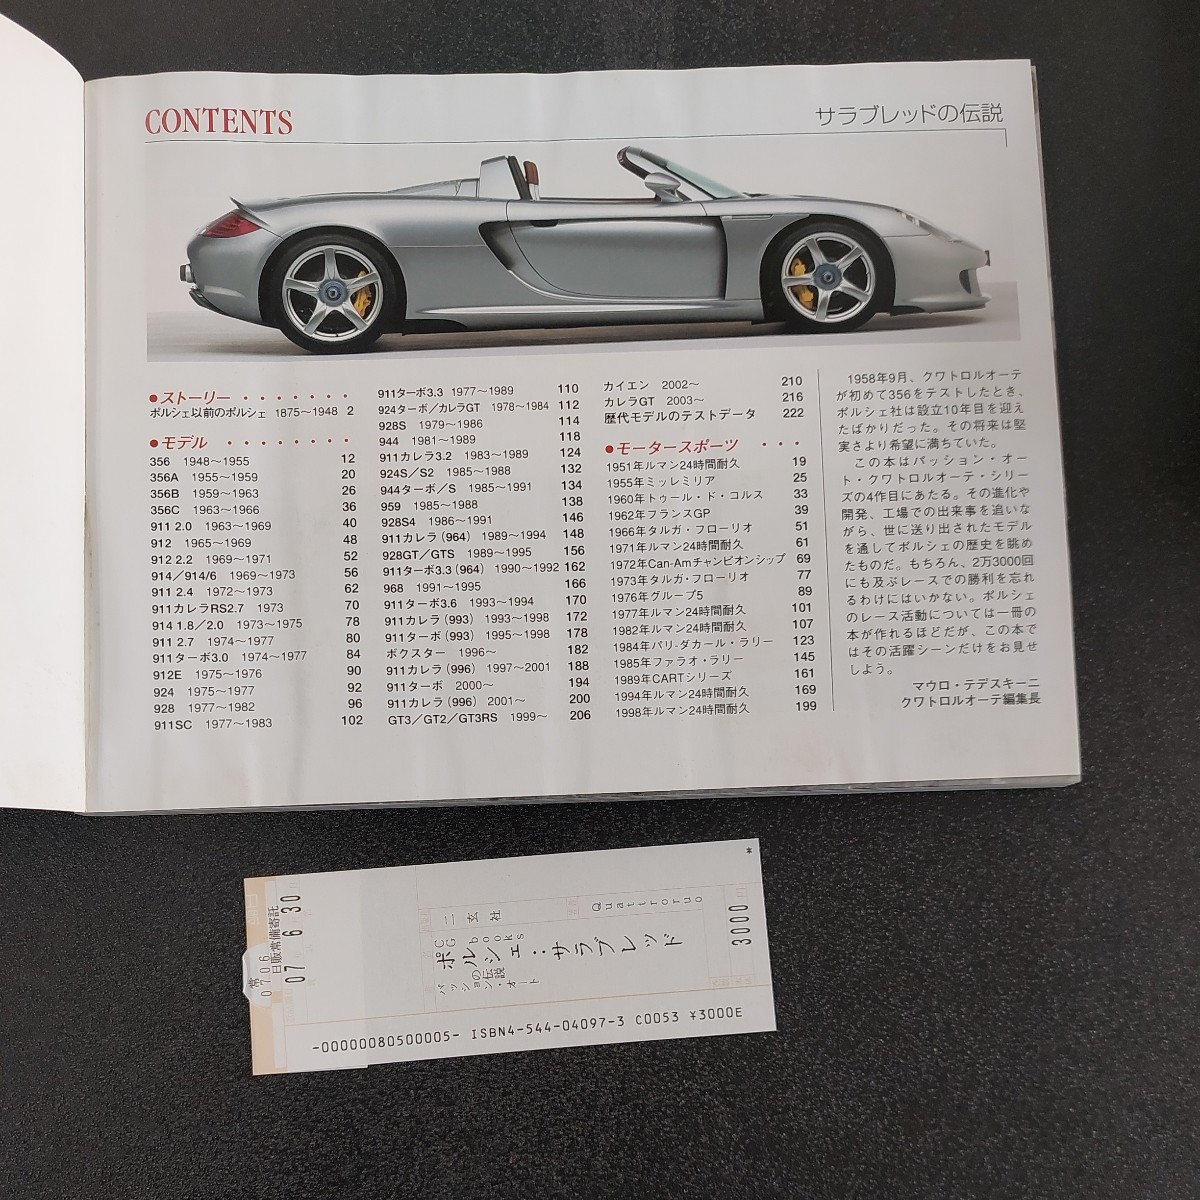 CONTENTS
サラブレッドの伝説
●ストーリー ・・・・・・・
ポルシェ以前のポルシェ 1875〜1948 2
●モデル ・・・・・・・・
356 1948〜1955 12
356A 1955〜1959 20
356B 1959〜1963 26
356C 1963〜1966 36
911 2.0 1963〜1969 40
912 1965〜1969 48
912 2.2 1969〜1971 52
914／914/6 1969〜1973 56
911 2.4 1972〜1973 62
911カレラRS2.7 1973 70
914 1.8／2.0 1973〜1975 78
911 2.7 1974〜1977 80
911ターボ3.0 1974〜1977 84
912E 1975〜1976 90
924 1975〜1977 92
928 1977〜1982 96
911SC 1977〜1983 102
911ターボ3.3 1977〜1989 110
924ターボ／カレラGT 1978〜1984 112
928S 1979〜1986 114
944 1981〜1989 118
911カレラ3.2 1983〜1989 124
924S／S2 1985〜1988 132
944ターボ／S 1985〜1991 134
959 1985〜1988 138
928S4 1986〜1991 146
911カレラ（964）1989〜1994 148
928GT／GTS 1989〜1995 156
911ターボ3.3（964）1990〜1992 162
968 1991〜1995 166
911ターボ3.6 1993〜1994 170
911カレラ（993）1993〜1998 172
911ターボ（993）1995〜1998 178
ボクスター 1996〜 182
911カレラ（996）1997〜2001 188
911ターボ 2000〜 194
911カレラ（996）2001〜 200
GT3／GT2／GT3RS 1999〜 206
カイエン 2002〜 210
カレラGT 2003〜 216
歴代モデルのテストデータ 222
●モータースポーツ ・・・
1951年ルマン24時間耐久 19
1955年ミッレミリア 25
1960年トゥール・ド・コルス 33
1962年フランスGP 39
1966年タルガ・フローリオ 51
1971年ルマン24時間耐久 61
1972年Can-Amチャンピオンシップ 69
1973年タルガ・フローリオ 77
1976年グループ5 89
1977年ルマン24時間耐久 101
1982年ルマン24時間耐久 107
1984年パリ-ダカール・ラリー 123
1985年ファラオ・ラリー 145
1989年CARTシリーズ 161
1994年ルマン24時間耐久 169
1998年ルマン24時間耐久 199
1958年9月、クワトロルオーテ
が初めて356をテストしたとき、
ポルシェ社は設立10年目を迎え
たばかりだった。その将来は堅
実さより希望に満ちていた。
この本はパッション・オー
ト・クワトロルオーテ・シリー
ズの4作目にあたる。その進化や
開発、工場での出来事を追いな
がら、世に送り出されたモデル
を通してポルシェの歴史を眺め
たものだ。もちろん、2万3000回
にも及ぶレースでの勝利を忘れ
るわけにはいかない。ポルシェ
のレース活動については一冊の
本が作れるほどだが、この本で
はその活躍シーンだけをお見せ
しよう。
マウロ・テデスキーニ
クワトロルオーテ編集長
常
0706
日販常備寄託
07 6 30
二玄社
Quattroruo
CG books
ポルシェ：サラブレッド
の伝説
パッション・オート
3000
*
-00000080500005- ISBN4-544-04097-3 C0053 ¥3000E